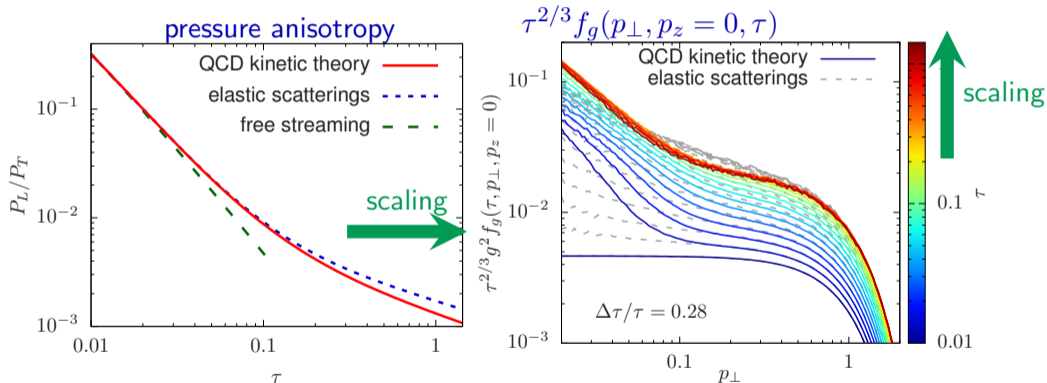 pressure anisotropy
QCD kinetic theory
elastic scatterings
free streaming
scaling
P_L/P_T
10^{-1}
10^{-2}
10^{-3}
0.01
0.1
1
τ
τ^{2/3} f_g(p_⊥, p_z = 0, τ)
QCD kinetic theory
elastic scatterings
τ^{2/3} g^2 f_g(τ, p_⊥, p_z = 0)
10^{-1}
10^{-2}
10^{-3}
Δτ/τ = 0.28
0.1
1
p_⊥
scaling
τ
0.1
0.01